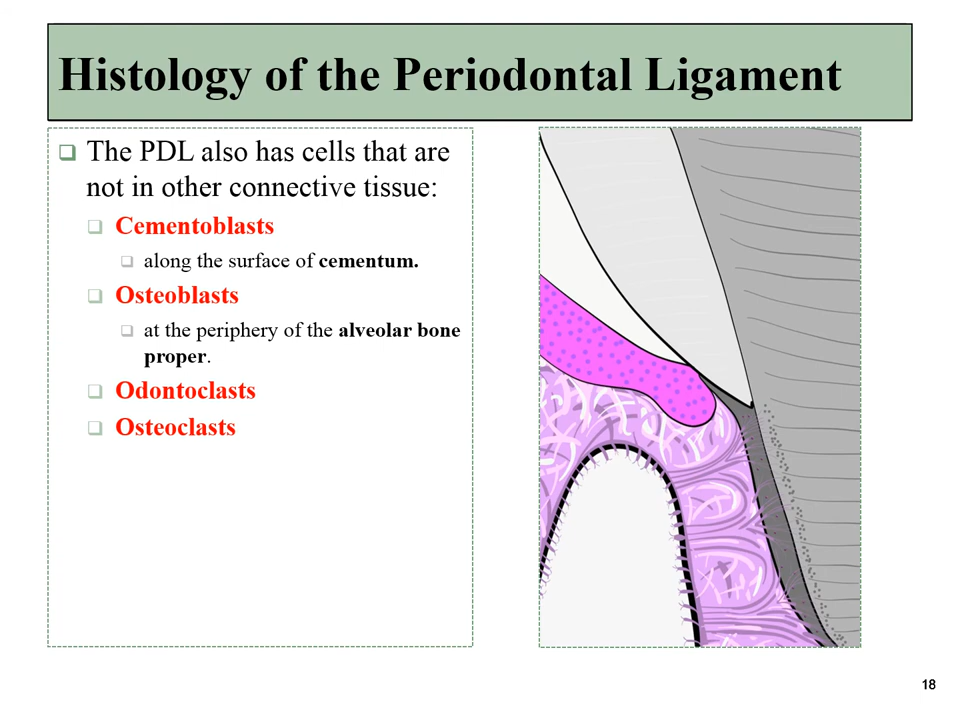 Histology of the Periodontal Ligament
The PDL also has cells that are
not in other connective tissue:
Cementoblasts
along the surface of cementum.
Osteoblasts
at the periphery of the alveolar bone
proper.
Odontoclasts
Osteoclasts
18